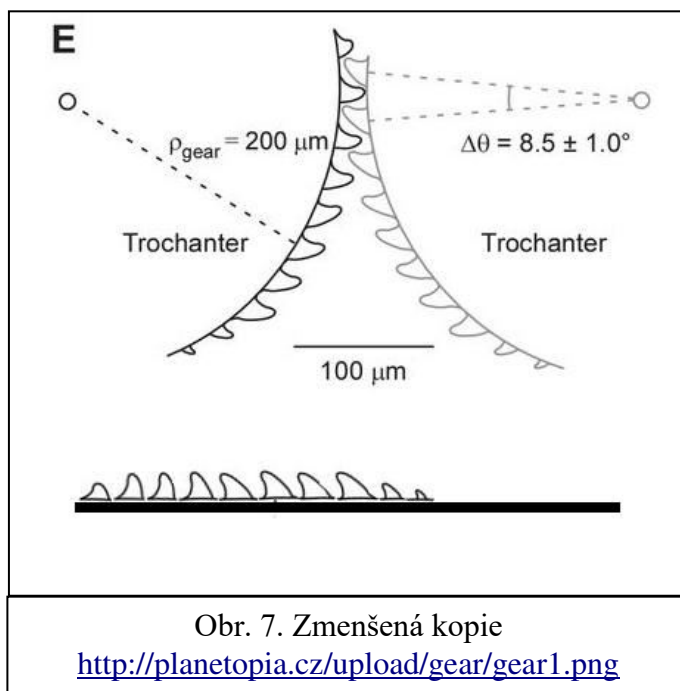 E
ρgear = 200 μm
Δθ = 8.5 ± 1.0°
Trochanter
Trochanter
100 μm
Obr. 7. Zmenšená kopie
http://planetopia.cz/upload/gear/gear1.png